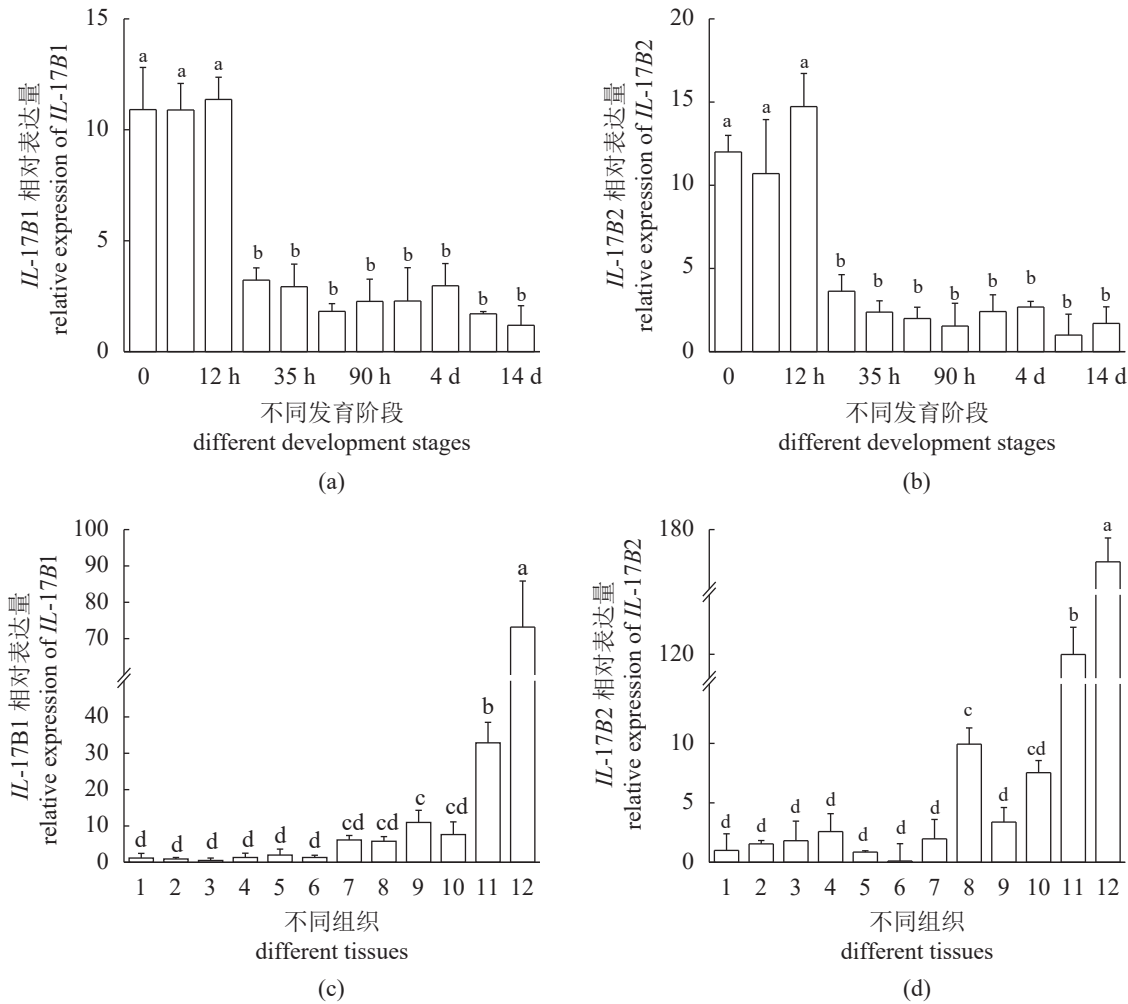 IL-17B1 相对表达量
relative expression of IL-17B1
15
10
5
0
a
a
a
b
b
b
b
b
b
b
b
0
12 h
35 h
90 h
4 d
14 d
不同发育阶段
different development stages
(a)
IL-17B2 相对表达量
relative expression of IL-17B2
20
15
10
5
0
a
a
a
b
b
b
b
b
b
b
b
0
12 h
35 h
90 h
4 d
14 d
不同发育阶段
different development stages
(b)
IL-17B1 相对表达量
relative expression of IL-17B1
100
90
80
70
40
30
20
10
0
d
d
d
d
d
d
cd
cd
c
cd
b
a
1 2 3 4 5 6 7 8 9 10 11 12
不同组织
different tissues
(c)
IL-17B2 相对表达量
relative expression of IL-17B2
180
120
10
5
0
d
d
d
d
d
d
d
c
d
cd
b
a
1 2 3 4 5 6 7 8 9 10 11 12
不同组织
different tissues
(d)